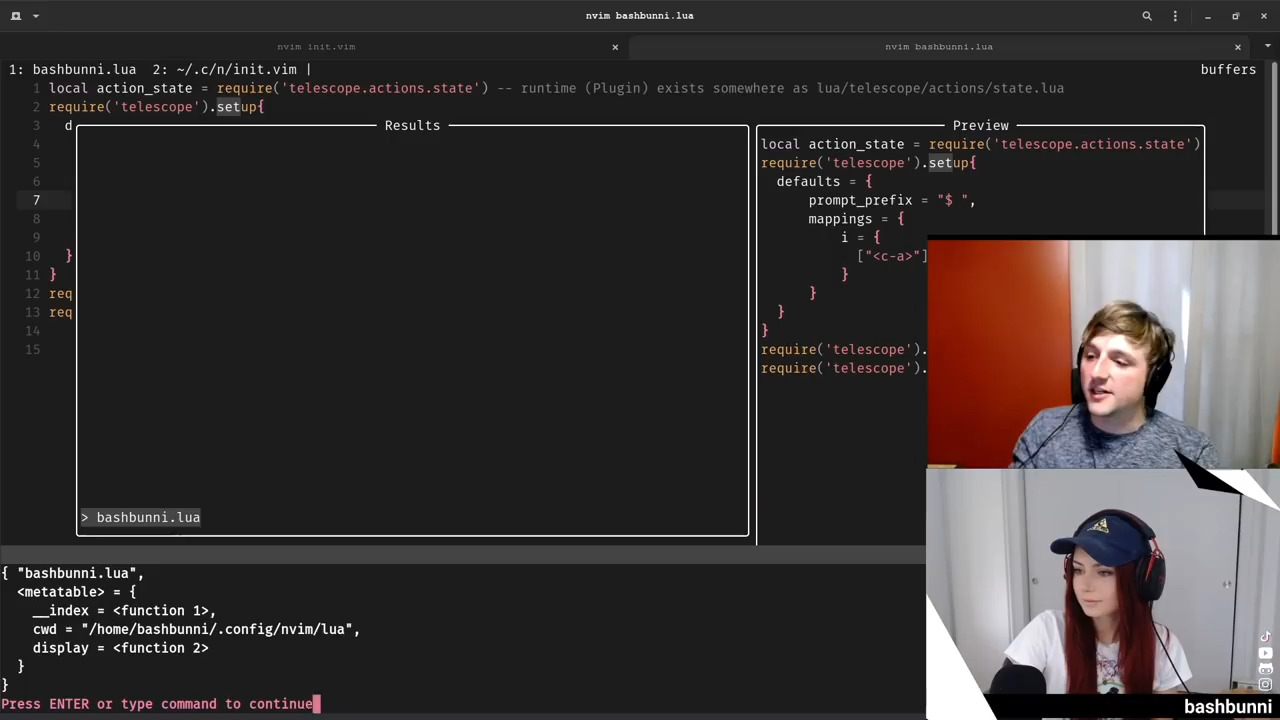 nvim bashbunni.lua
nvim init.vim
nvim bashbunni.lua
1: bashbunni.lua  2: ~/.c/n/init.vim |
buffers
1 local action_state = require('telescope.actions.state') -- runtime (Plugin) exists somewhere as lua/telescope/actions/state.lua
2 require('telescope').setup{
3   d
4
5
6
7
8
9
10   }
11 }
12 req
13 req
14
15
Results
> bashbunni.lua
Preview
local action_state = require('telescope.actions.state')
require('telescope').setup{
  defaults = {
      prompt_prefix = "$ ",
      mappings = {
          i = {
            ["<c-a>"]
          }
      }
  }
}
require('telescope').
require('telescope').
{ "bashbunni.lua",
  <metatable> = {
    __index = <function 1>,
    cwd = "/home/bashbunni/.config/nvim/lua",
    display = <function 2>
  }
}
Press ENTER or type command to continue
bashbunni